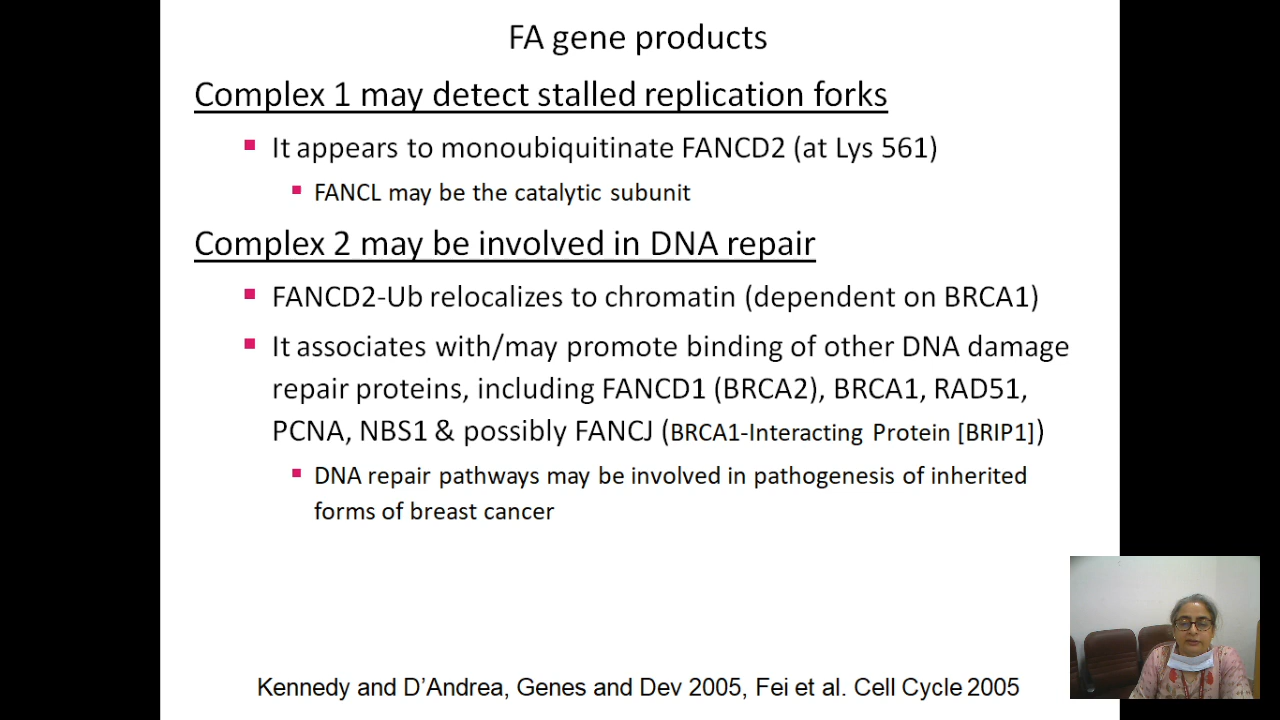 FA gene products
Complex 1 may detect stalled replication forks
It appears to monoubiquitinate FANCD2 (at Lys 561)
FANCL may be the catalytic subunit
Complex 2 may be involved in DNA repair
FANCD2-Ub relocalizes to chromatin (dependent on BRCA1)
It associates with/may promote binding of other DNA damage
repair proteins, including FANCD1 (BRCA2), BRCA1, RAD51,
PCNA, NBS1 & possibly FANCJ (BRCA1-Interacting Protein [BRIP1])
DNA repair pathways may be involved in pathogenesis of inherited
forms of breast cancer
Kennedy and D'Andrea, Genes and Dev 2005, Fei et al. Cell Cycle 2005